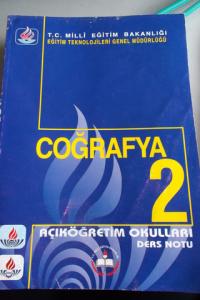 T.C. MİLLİ EĞİTİM BAKANLIĞI
EĞİTİM TEKNOLOJİLERİ GENEL MÜDÜRLÜĞÜ
COĞRAFYA
2
AÇIKÖĞRETİM OKULLARI
DERS NOTU